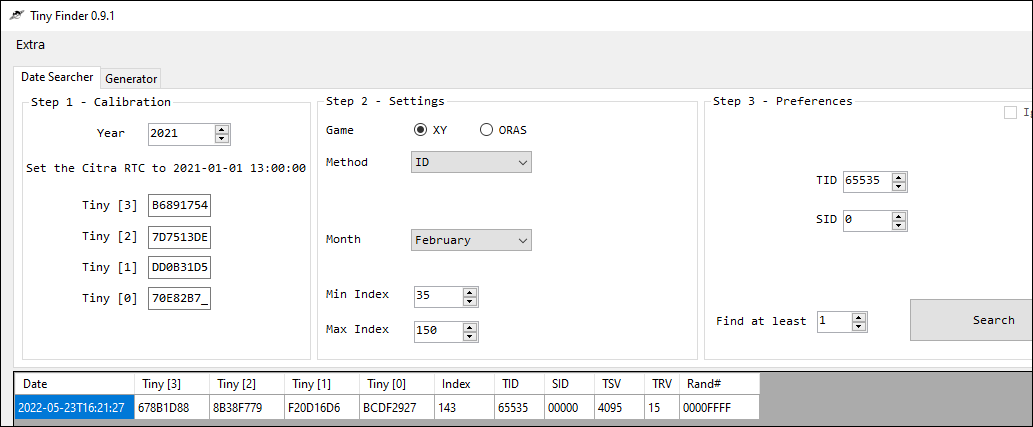 Tiny Finder 0.9.1
Extra
Date Searcher Generator
Step 1 - Calibration
Year 2021
Set the Citra RTC to 2021-01-01 13:00:00
Tiny [3] B6891754
Tiny [2] 7D7513DE
Tiny [1] DD0B31D5
Tiny [0] 70E82B7_
Step 2 - Settings
Game XY ORAS
Method ID
Month February
Min Index 35
Max Index 150
Step 3 - Preferences
TID 65535
SID 0
Find at least 1 Search
Date Tiny [3] Tiny [2] Tiny [1] Tiny [0] Index TID SID TSV TRV Rand#
2022-05-23T16:21:27 678B1D88 8B38F779 F20D16D6 BCDF2927 143 65535 00000 4095 15 0000FFFF